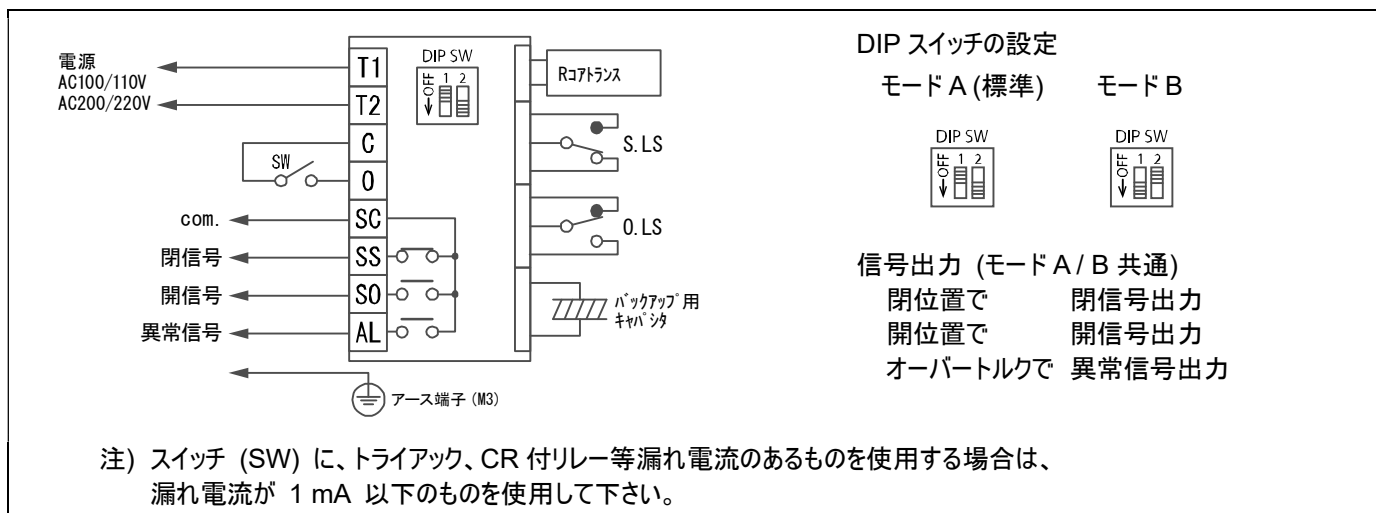 電源
AC100/110V
AC200/220V
T1
T2
C
O
SC
SS
SO
AL
SW
com.
閉信号
開信号
異常信号
アース端子 (M3)
DIP SW
←OFF
1 2
Rコアトランス
S.LS
O.LS
バックアップ用
キャパシタ
DIP スイッチの設定
モード A (標準) モード B
DIP SW DIP SW
←OFF 1 2 ←OFF 1 2
信号出力 (モード A / B 共通)
閉位置で 閉信号出力
開位置で 開信号出力
オーバートルクで 異常信号出力
注) スイッチ (SW) に、トライアック、CR 付リレー等漏れ電流のあるものを使用する場合は、
漏れ電流が 1 mA 以下のものを使用して下さい。